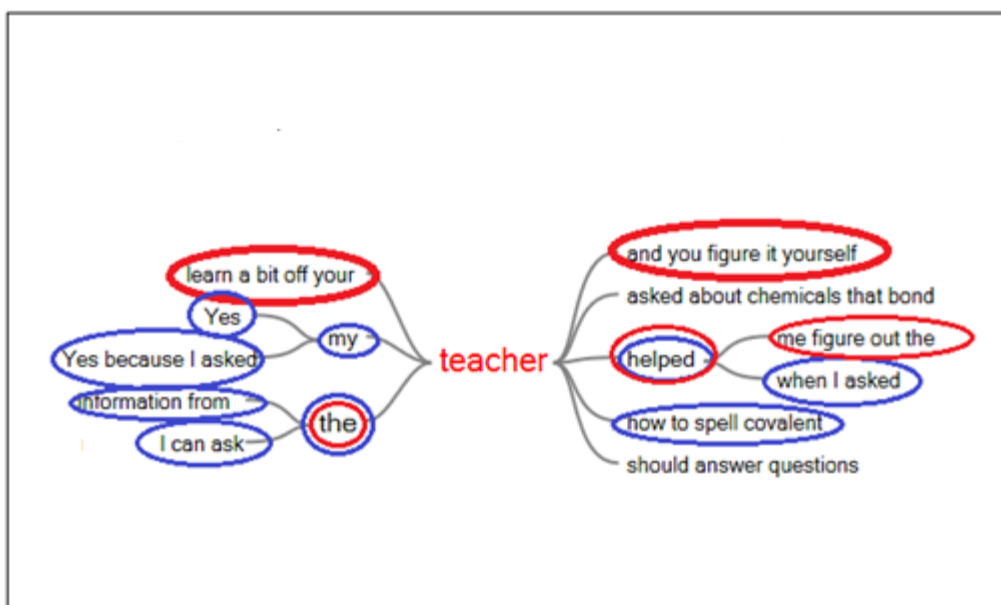 learn a bit off your
Yes
my
Yes because I asked
information from
the
I can ask
teacher
and you figure it yourself
asked about chemicals that bond
helped
me figure out the
when I asked
how to spell covalent
should answer questions